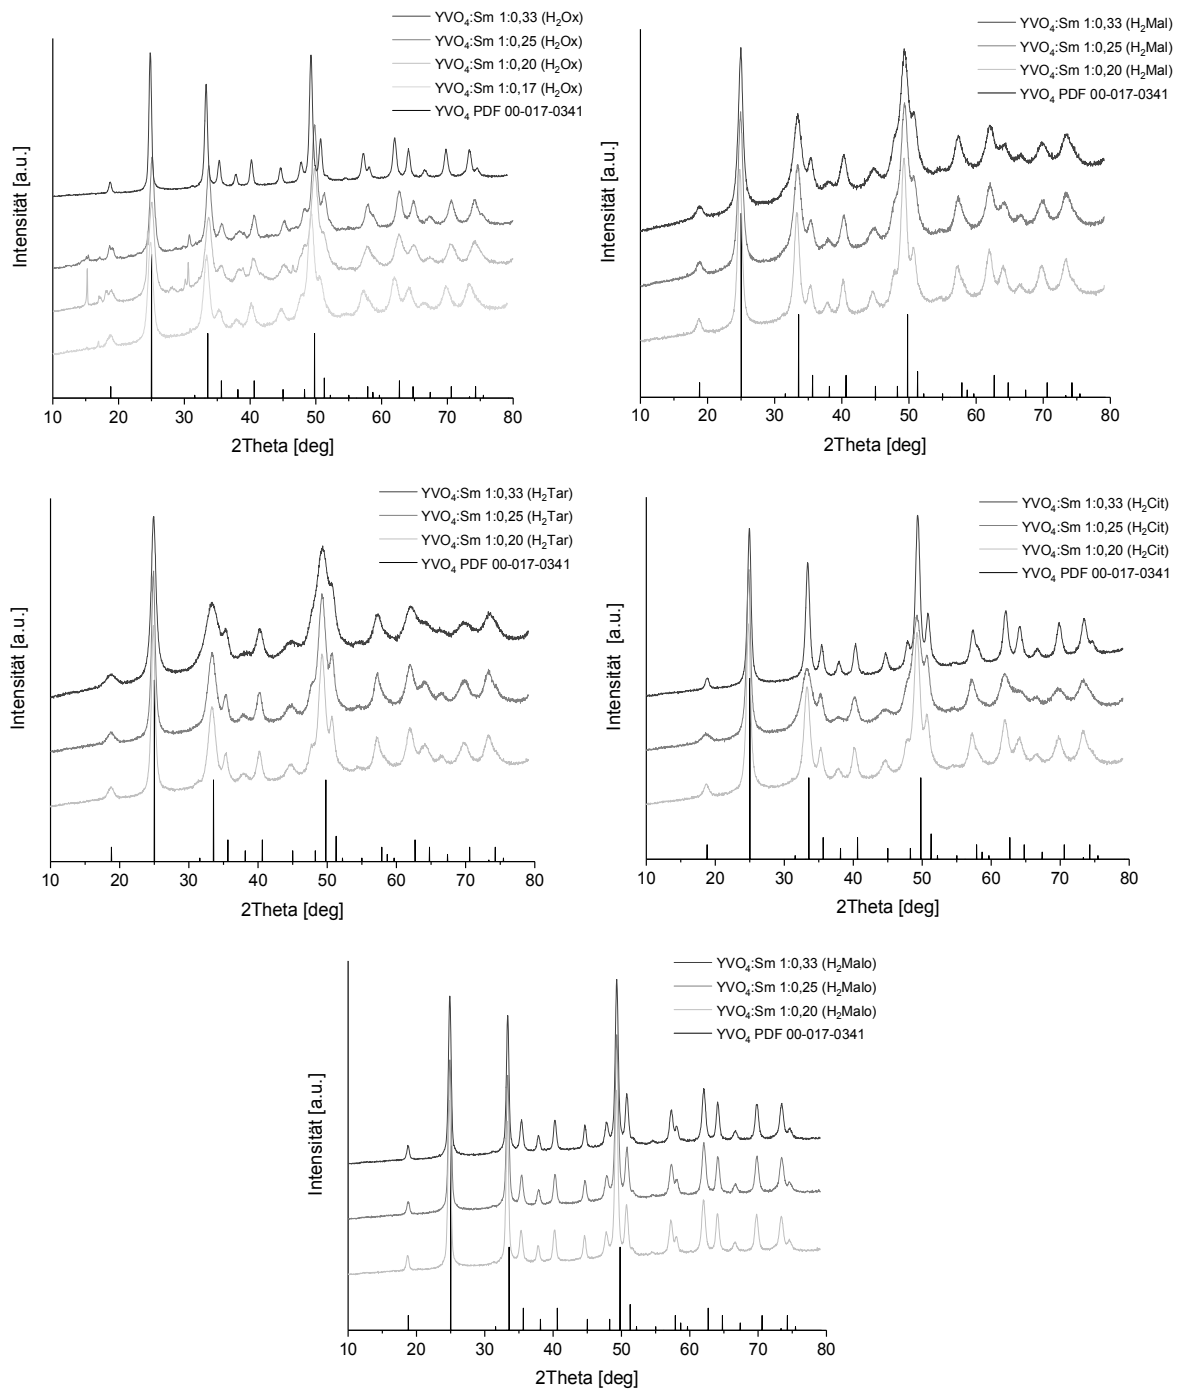 YVO₄:Sm 1:0,33 (H₂Ox)
YVO₄:Sm 1:0,25 (H₂Ox)
YVO₄:Sm 1:0,20 (H₂Ox)
YVO₄:Sm 1:0,17 (H₂Ox)
YVO₄ PDF 00-017-0341
Intensität [a.u.]
10 20 30 40 50 60 70 80
2Theta [deg]
YVO₄:Sm 1:0,33 (H₂Mal)
YVO₄:Sm 1:0,25 (H₂Mal)
YVO₄:Sm 1:0,20 (H₂Mal)
YVO₄ PDF 00-017-0341
Intensität [a.u.]
10 20 30 40 50 60 70 80
2Theta [deg]
YVO₄:Sm 1:0,33 (H₂Tar)
YVO₄:Sm 1:0,25 (H₂Tar)
YVO₄:Sm 1:0,20 (H₂Tar)
YVO₄ PDF 00-017-0341
Intensität [a.u.]
10 20 30 40 50 60 70 80
2Theta [deg]
YVO₄:Sm 1:0,33 (H₂Cit)
YVO₄:Sm 1:0,25 (H₂Cit)
YVO₄:Sm 1:0,20 (H₂Cit)
YVO₄ PDF 00-017-0341
Intensität [a.u.]
10 20 30 40 50 60 70 80
2Theta [deg]
YVO₄:Sm 1:0,33 (H₂Malo)
YVO₄:Sm 1:0,25 (H₂Malo)
YVO₄:Sm 1:0,20 (H₂Malo)
YVO₄ PDF 00-017-0341
Intensität [a.u.]
10 20 30 40 50 60 70 80
2Theta [deg]